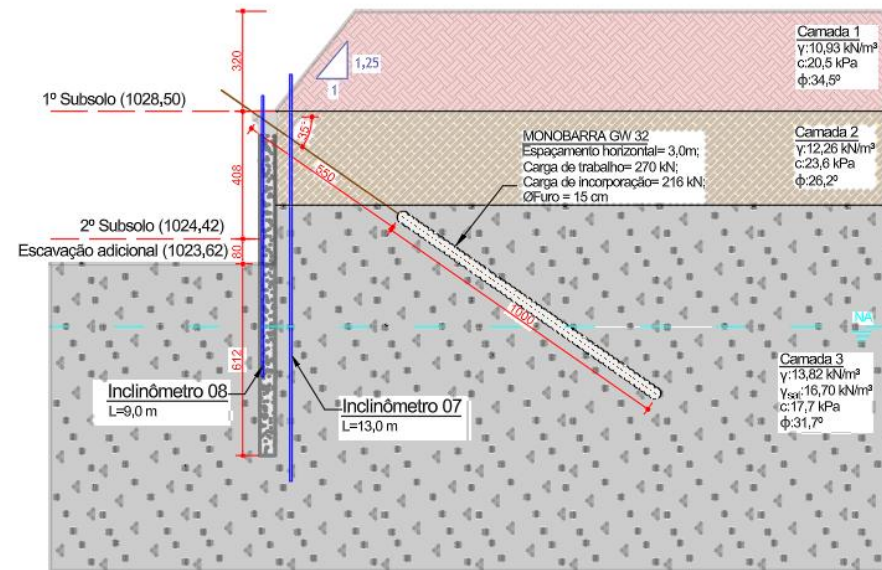 Camada 1
γ:10,93 kN/m³
c:20,5 kPa
ϕ:34,5º
320
1,25
1
1º Subsolo (1028,50)
35°
MONOBARRA GW 32
Espaçamento horizontal= 3,0m;
Carga de trabalho= 270 kN;
Carga de incorporação= 216 kN;
ØFuro = 15 cm
Camada 2
γ:12,26 kN/m³
c:23,6 kPa
ϕ:26,2º
550
408
2º Subsolo (1024,42)
Escavação adicional (1023,62)
80
1000
NA
612
Camada 3
γ:13,82 kN/m³
γsat:16,70 kN/m³
c:17,7 kPa
ϕ:31,7º
Inclinômetro 08
L=9,0 m
Inclinômetro 07
L=13,0 m